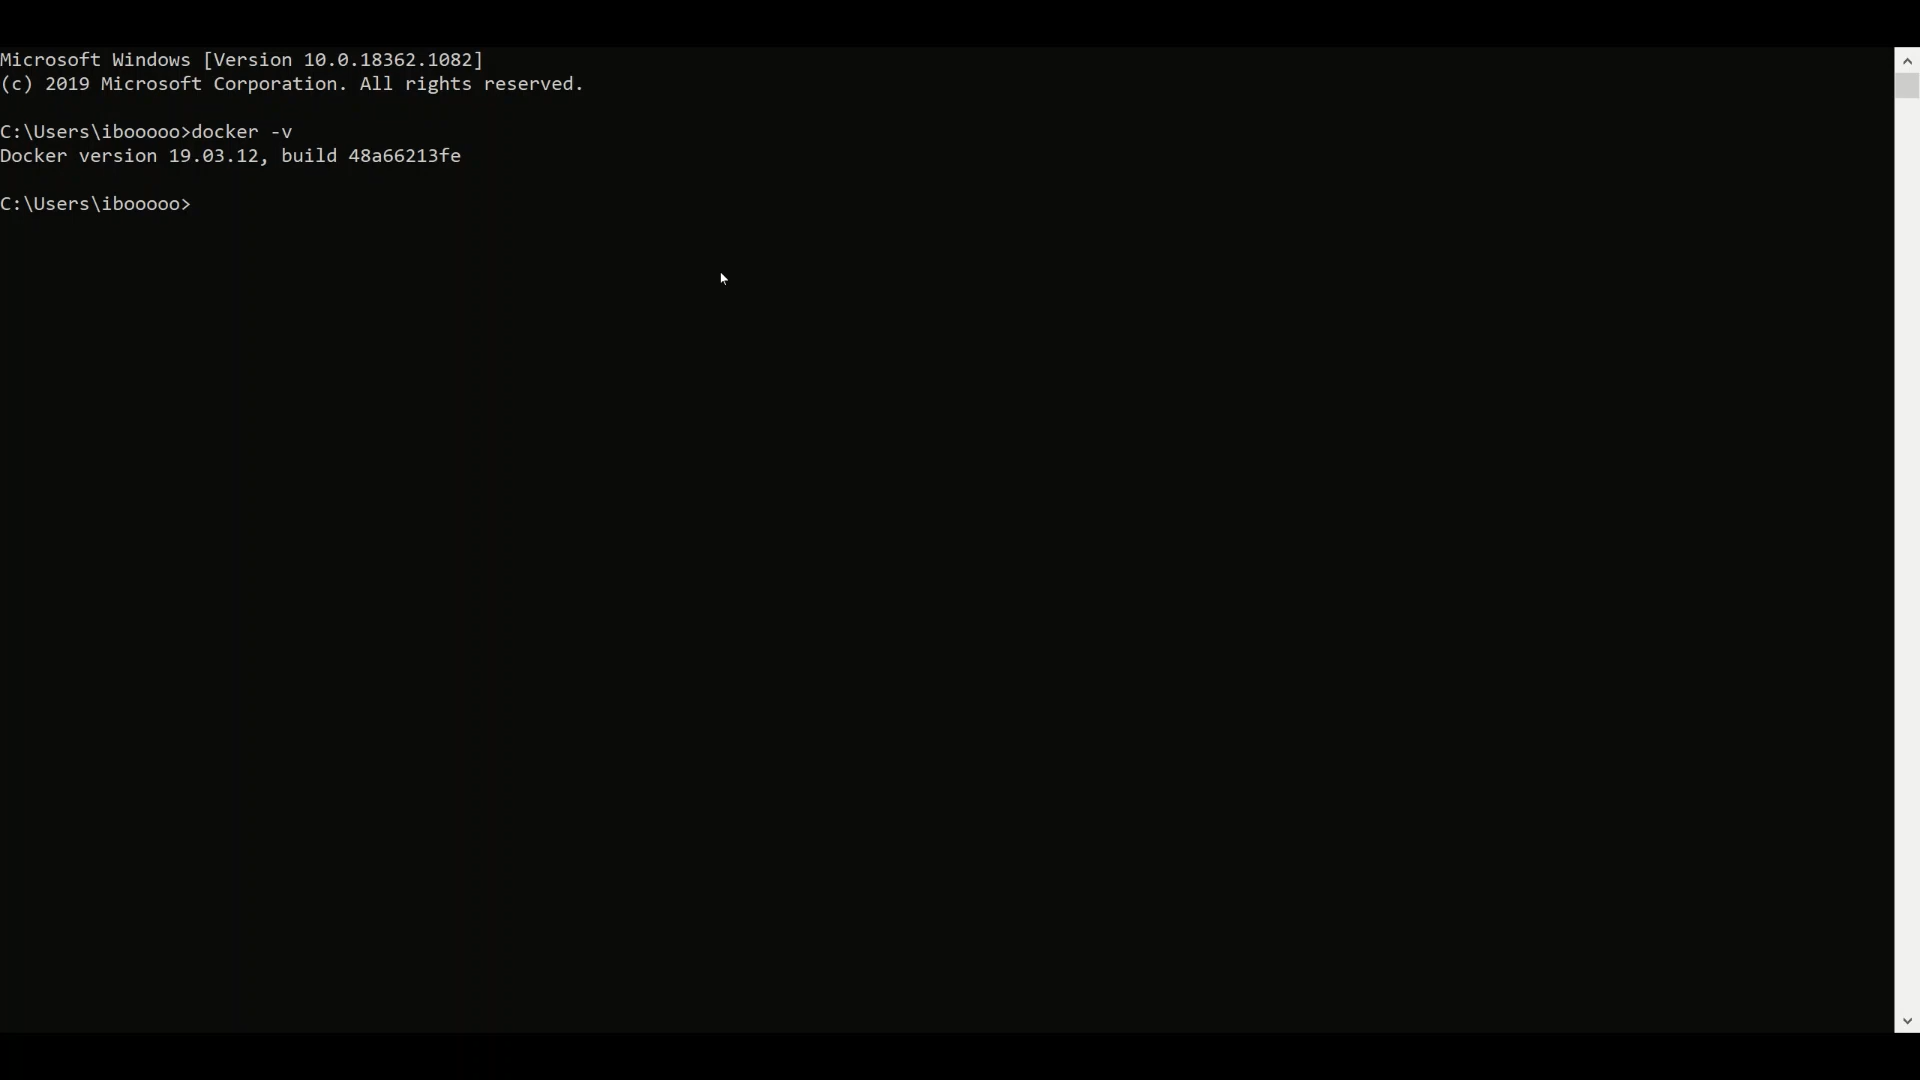 Microsoft Windows [Version 10.0.18362.1082]
(c) 2019 Microsoft Corporation. All rights reserved.
C:\Users\ibooooo>docker -v
Docker version 19.03.12, build 48a66213fe
C:\Users\ibooooo>